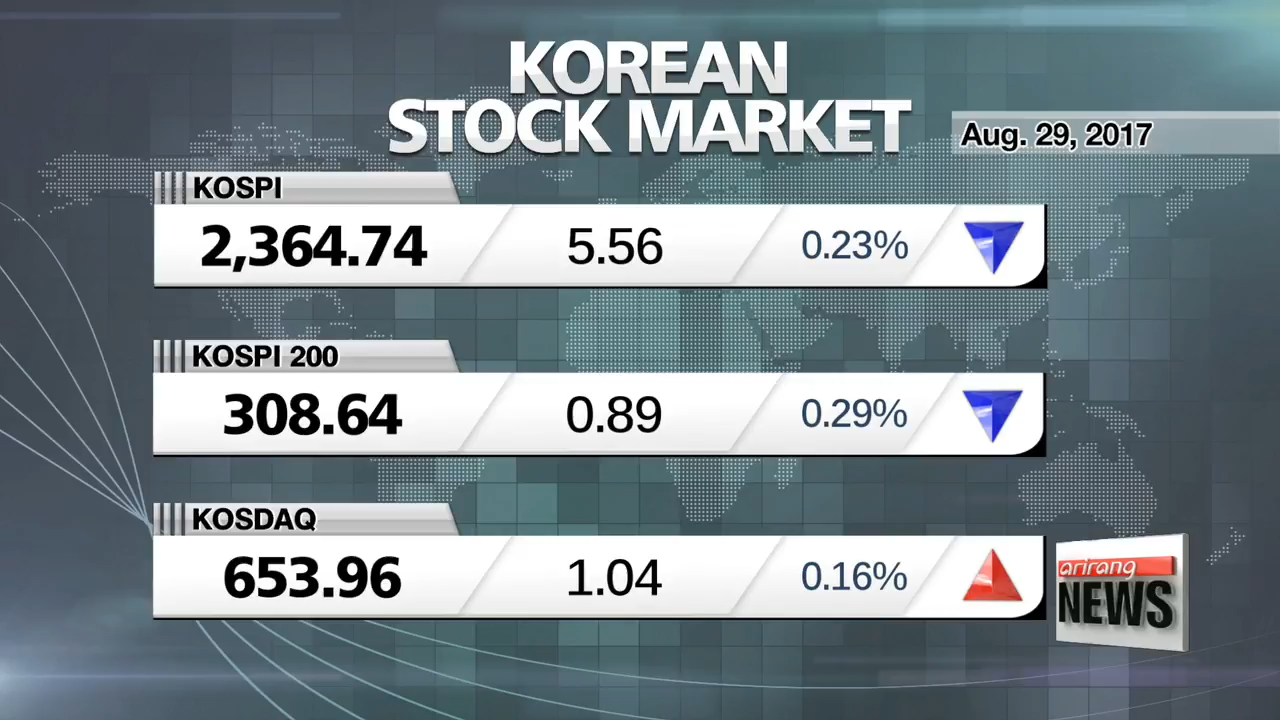 KOREAN
STOCK MARKET
Aug. 29, 2017
KOSPI
2,364.74 5.56 0.23%
KOSPI 200
308.64 0.89 0.29%
KOSDAQ
653.96 1.04 0.16%
arirang
NEWS